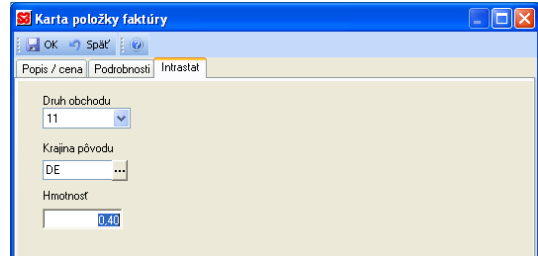 Karta položky faktúry
OK Späť
Popis / cena Podrobnosti Intrastat
Druh obchodu
11
Krajina pôvodu
DE ...
Hmotnosť
0,40